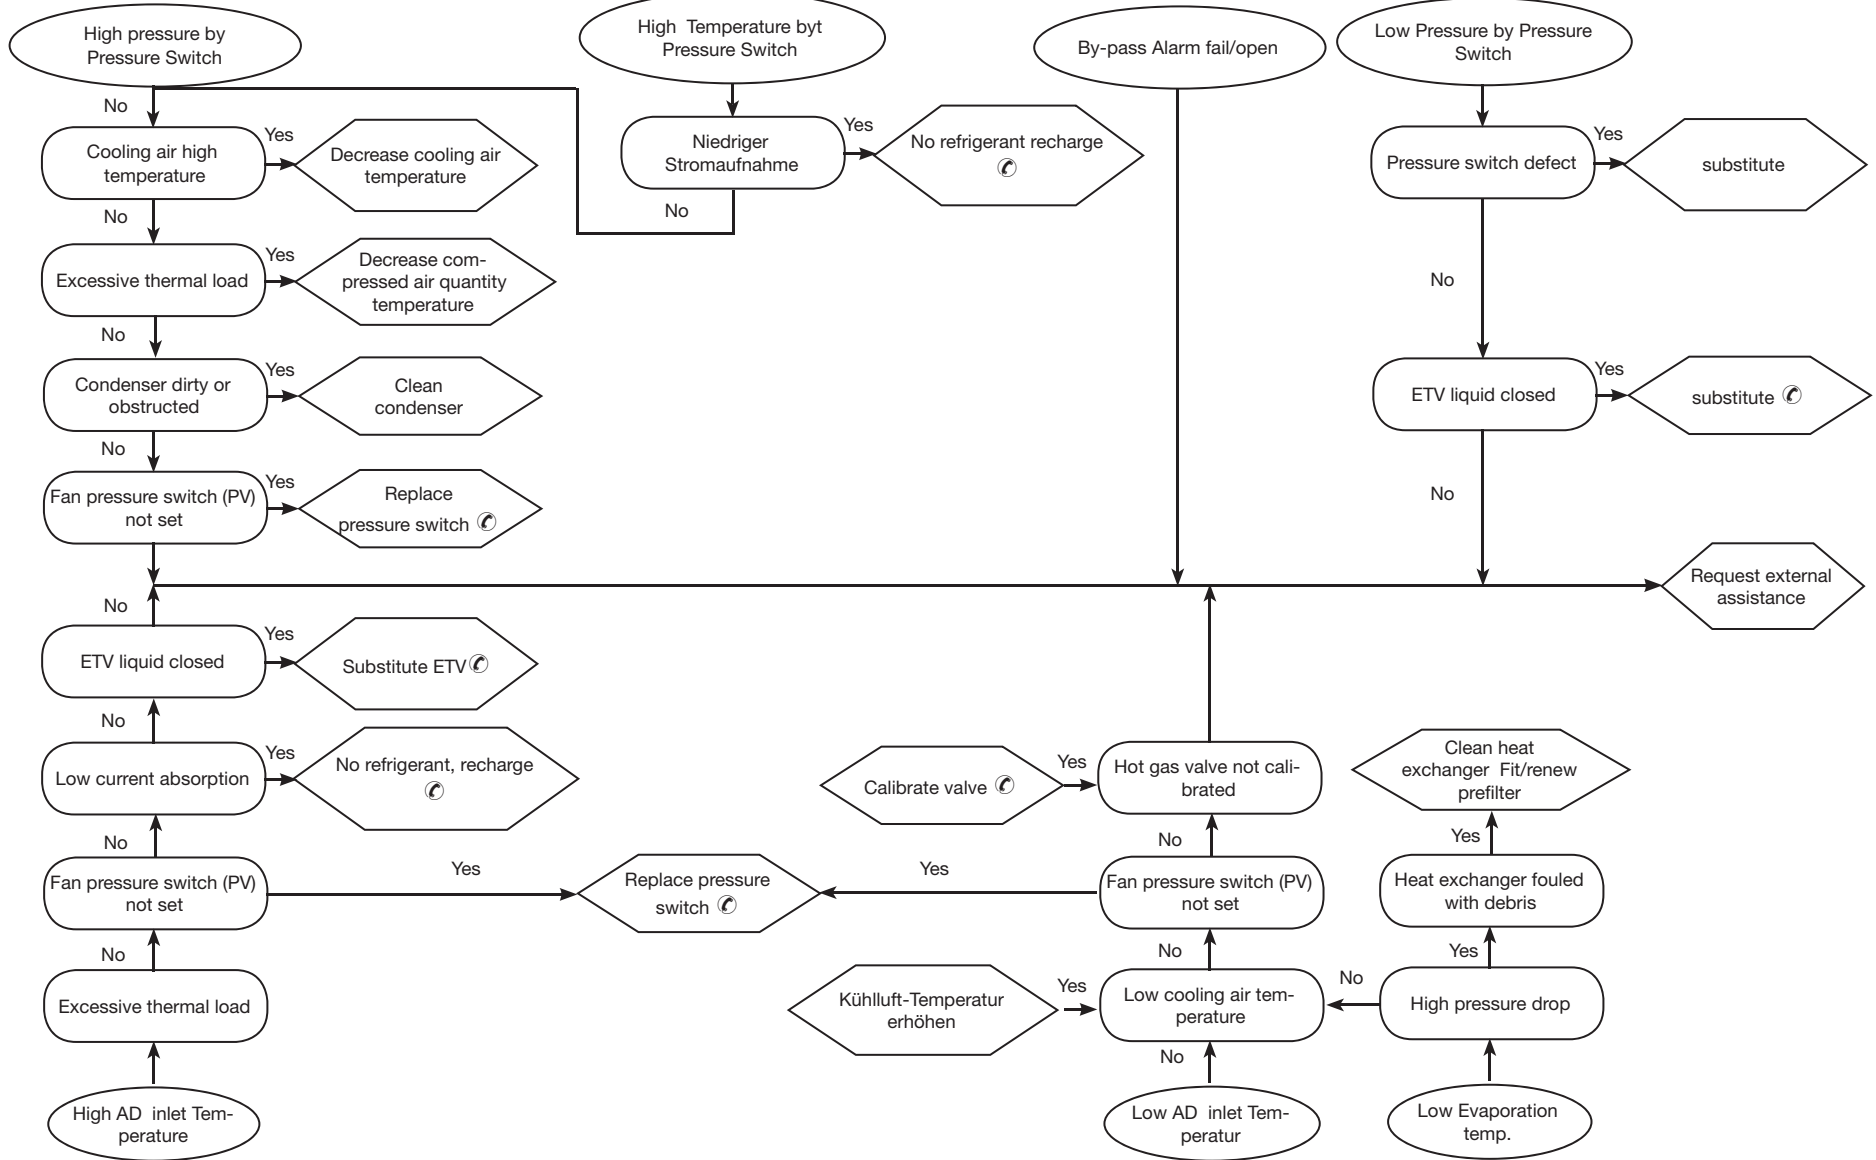 High pressure by
Pressure Switch
High Temperature byt
Pressure Switch
By-pass Alarm fail/open
Low Pressure by Pressure
Switch
No
Cooling air high
temperature
Yes
Decrease cooling air
temperature
Niedriger
Stromaufnahme
Yes
No refrigerant recharge
No
Pressure switch defect
Yes
substitute
No
Excessive thermal load
Yes
Decrease com-
pressed air quantity
temperature
No
No
Condenser dirty or
obstructed
Yes
Clean
condenser
ETV liquid closed
Yes
substitute
No
Fan pressure switch (PV)
not set
Yes
Replace
pressure switch
No
Request external
assistance
No
ETV liquid closed
Yes
Substitute ETV
No
Low current absorption
Yes
No refrigerant, recharge
Calibrate valve
Yes
Hot gas valve not cali-
brated
Clean heat
exchanger Fit/renew
prefilter
No
No
Yes
Fan pressure switch (PV)
not set
Yes
Replace pressure
switch
Yes
Fan pressure switch (PV)
not set
Heat exchanger fouled
with debris
No
No
Yes
Excessive thermal load
Kühlluft-Temperatur
erhöhen
Yes
Low cooling air tem-
perature
No
High pressure drop
No
High AD inlet Tem-
perature
Low AD inlet Tem-
peratur
Low Evaporation
temp.